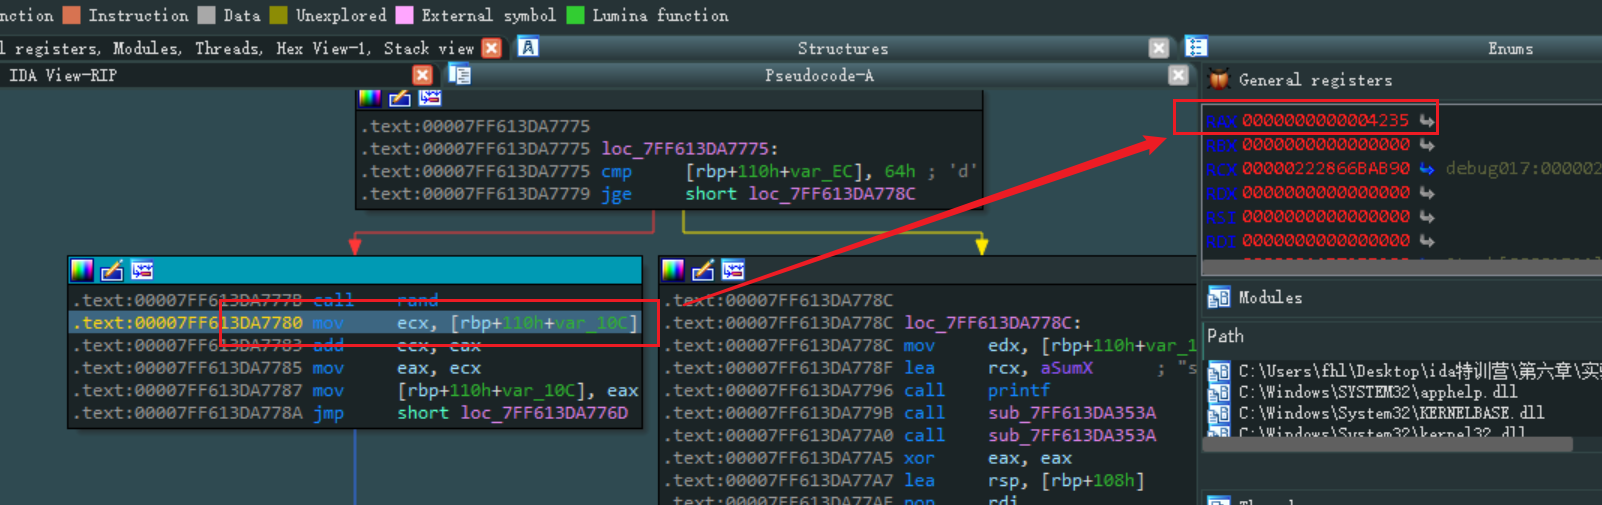 nction Instruction Data Unexplored External symbol Lumina function
l registers, Modules, Threads, Hex View-1, Stack view Structures Enums
IDA View-RIP Pseudocode-A General registers
.text:00007FF613DA7775
.text:00007FF613DA7775 loc_7FF613DA7775:
.text:00007FF613DA7775 cmp [rbp+110h+var_EC], 64h ; 'd'
.text:00007FF613DA7779 jge short loc_7FF613DA778C
.text:00007FF613DA777B call rand
.text:00007FF613DA7780 mov ecx, [rbp+110h+var_10C]
.text:00007FF613DA7783 add ecx, eax
.text:00007FF613DA7785 mov eax, ecx
.text:00007FF613DA7787 mov [rbp+110h+var_10C], eax
.text:00007FF613DA778A jmp short loc_7FF613DA776D
.text:00007FF613DA778C
.text:00007FF613DA778C loc_7FF613DA778C:
.text:00007FF613DA778C mov edx, [rbp+110h+var_1
.text:00007FF613DA778F lea rcx, aSumX ; "s
.text:00007FF613DA7796 call printf
.text:00007FF613DA779B call sub_7FF613DA353A
.text:00007FF613DA77A0 call sub_7FF613DA353A
.text:00007FF613DA77A5 xor eax, eax
.text:00007FF613DA77A7 lea rsp, [rbp+108h]
.text:00007FF613DA77AE pop rdi
RAX 0000000000004235
RBX 0000000000000000
RCX 00000222866BAB90 debug017:000002
RDX 0000000000000000
RSI 0000000000000000
RDI 0000000000000000
Modules
Path
C:\Users\fhl\Desktop\ida特训营\第六章\实
C:\Windows\SYSTEM32\apphelp.dll
C:\Windows\System32\KERNELBASE.dll
C:\Windows\System32\kernel32.dll